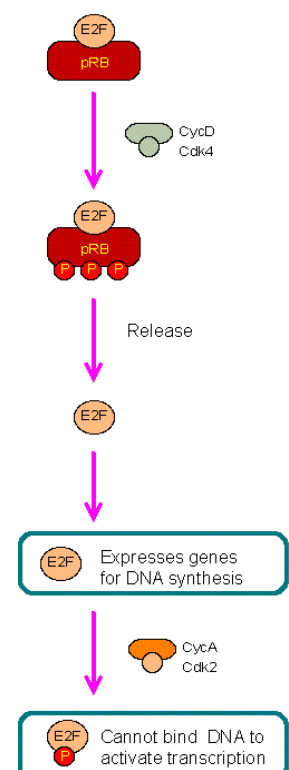 E2F
pRB
CycD
Cdk4
E2F
pRB
P P P
Release
E2F
E2F
Expresses genes
for DNA synthesis
CycA
Cdk2
E2F
P
Cannot bind DNA to
activate transcription